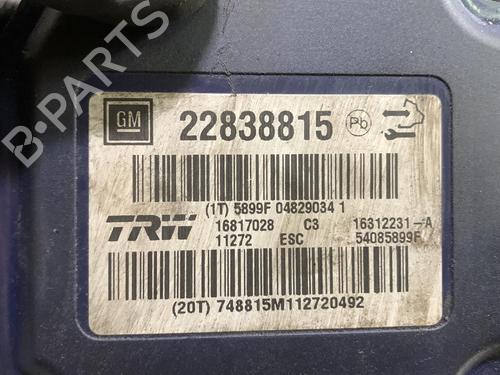 B-PARTS
GM 22838815 Pb
(1T) 5899F 04829034 1
TRW 16817028 C3 16312231-A
11272 ESC 54085899F
(20T) 748815M112720492